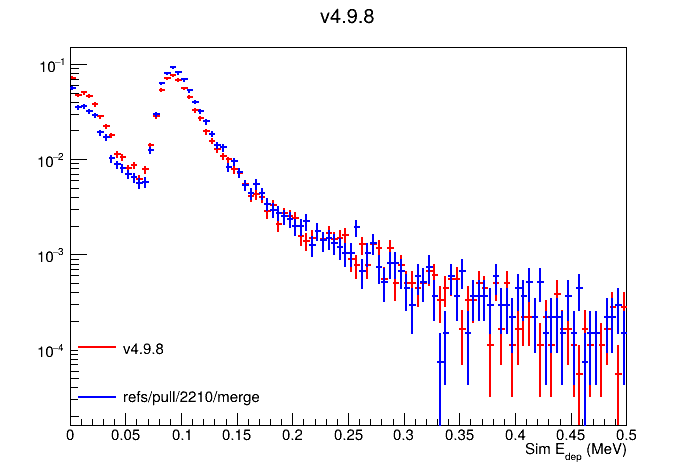 v4.9.8
10⁻¹
10⁻²
10⁻³
10⁻⁴
v4.9.8
refs/pull/2210/merge
0 0.05 0.1 0.15 0.2 0.25 0.3 0.35 0.4 0.45 0.5
Sim E_dep (MeV)